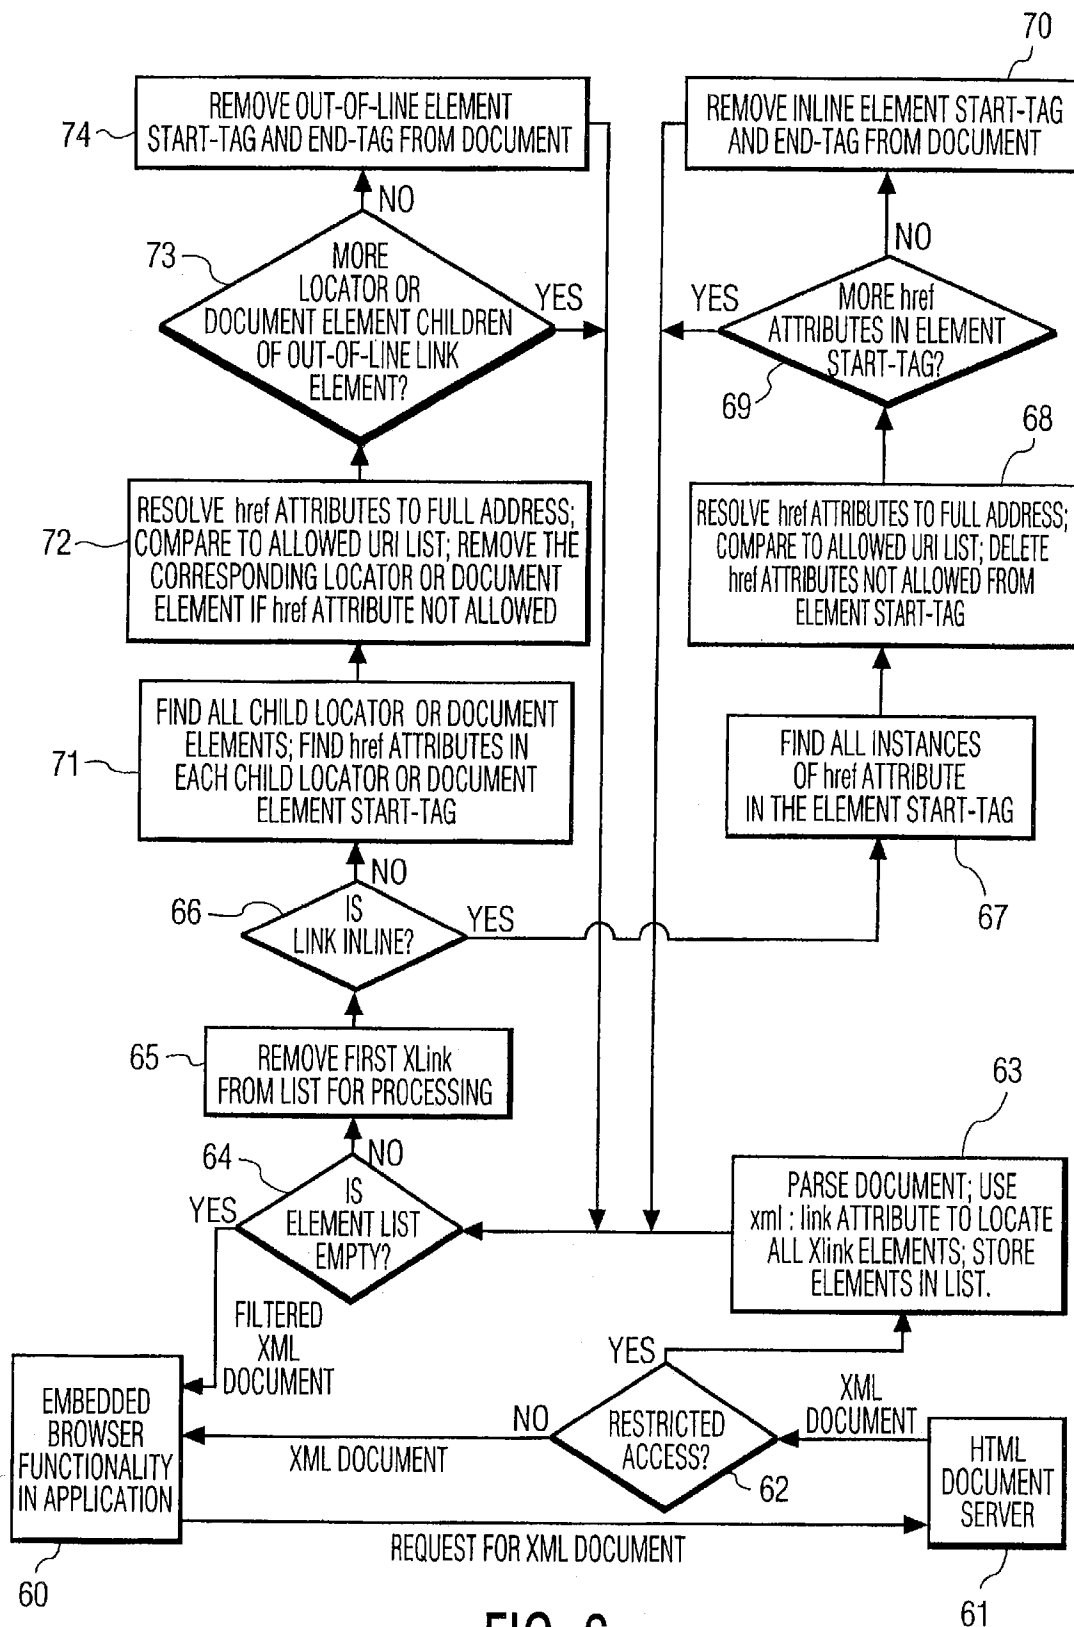 70
REMOVE OUT-OF-LINE ELEMENT
START-TAG AND END-TAG FROM DOCUMENT
74
REMOVE INLINE ELEMENT START-TAG
AND END-TAG FROM DOCUMENT
NO
NO
73
MORE
LOCATOR OR
DOCUMENT ELEMENT CHILDREN
OF OUT-OF-LINE LINK
ELEMENT?
YES
YES
MORE href
ATTRIBUTES IN ELEMENT
START-TAG?
69
68
72
RESOLVE href ATTRIBUTES TO FULL ADDRESS;
COMPARE TO ALLOWED URI LIST; REMOVE THE
CORRESPONDING LOCATOR OR DOCUMENT
ELEMENT IF href ATTRIBUTE NOT ALLOWED
RESOLVE href ATTRIBUTES TO FULL ADDRESS;
COMPARE TO ALLOWED URI LIST; DELETE
href ATTRIBUTES NOT ALLOWED FROM
ELEMENT START-TAG
71
FIND ALL CHILD LOCATOR OR DOCUMENT
ELEMENTS; FIND href ATTRIBUTES IN
EACH CHILD LOCATOR OR DOCUMENT
ELEMENT START-TAG
FIND ALL INSTANCES
OF href ATTRIBUTE
IN THE ELEMENT START-TAG
67
NO
66
IS
LINK INLINE?
YES
65
REMOVE FIRST XLink
FROM LIST FOR PROCESSING
63
NO
64
YES
IS
ELEMENT LIST
EMPTY?
PARSE DOCUMENT; USE
xml : link ATTRIBUTE TO LOCATE
ALL Xlink ELEMENTS; STORE
ELEMENTS IN LIST.
FILTERED
XML
DOCUMENT
YES
EMBEDDED
BROWSER
FUNCTIONALITY
IN APPLICATION
NO
XML DOCUMENT
RESTRICTED
ACCESS?
62
XML
DOCUMENT
HTML
DOCUMENT
SERVER
REQUEST FOR XML DOCUMENT
60
61
FIG. 6